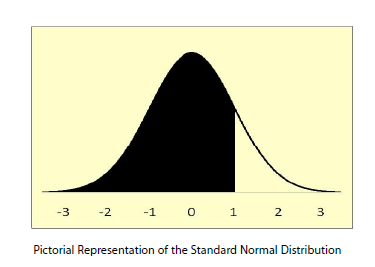 -3 -2 -1 0 1 2 3
Pictorial Representation of the Standard Normal Distribution